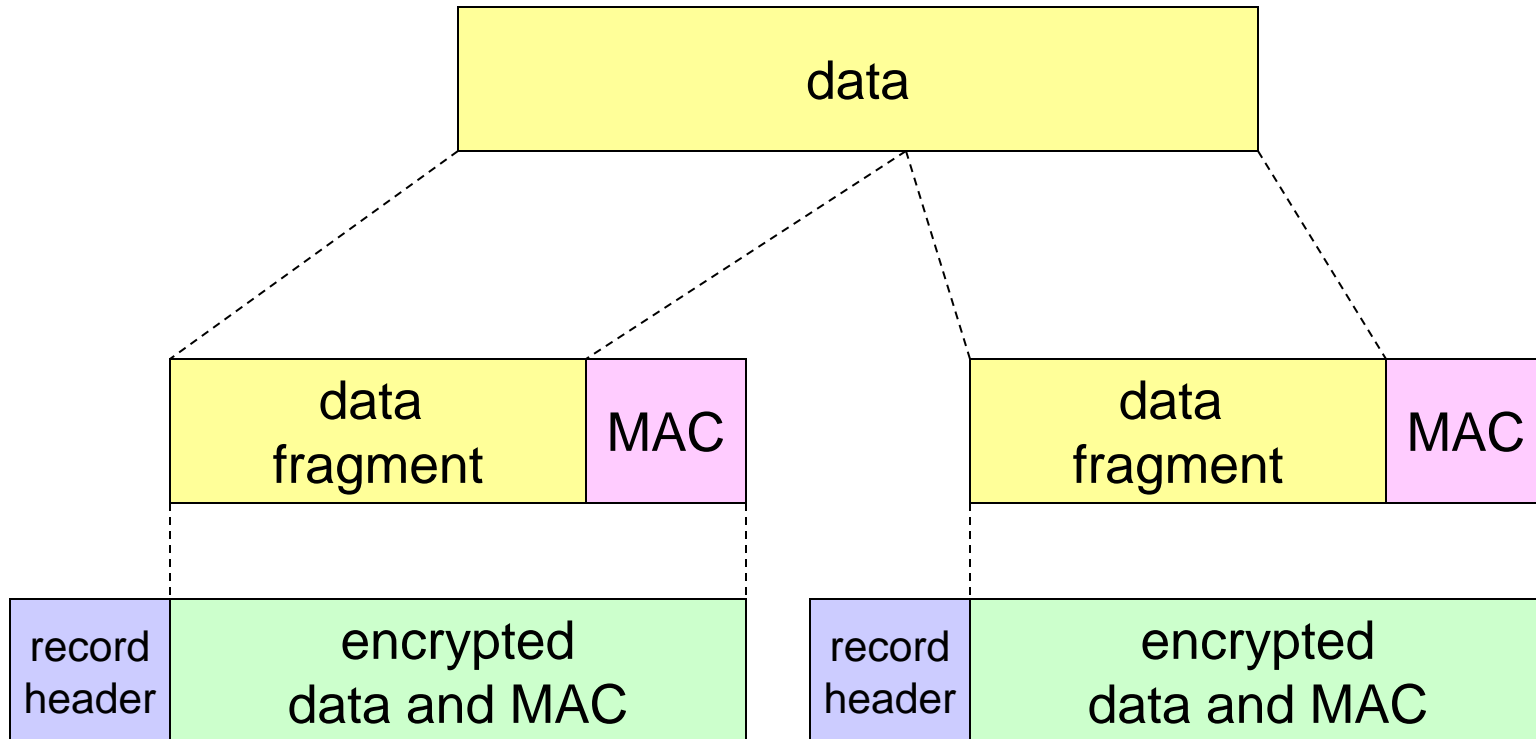 data
data
fragment
MAC
data
fragment
MAC
record
header
encrypted
data and MAC
record
header
encrypted
data and MAC